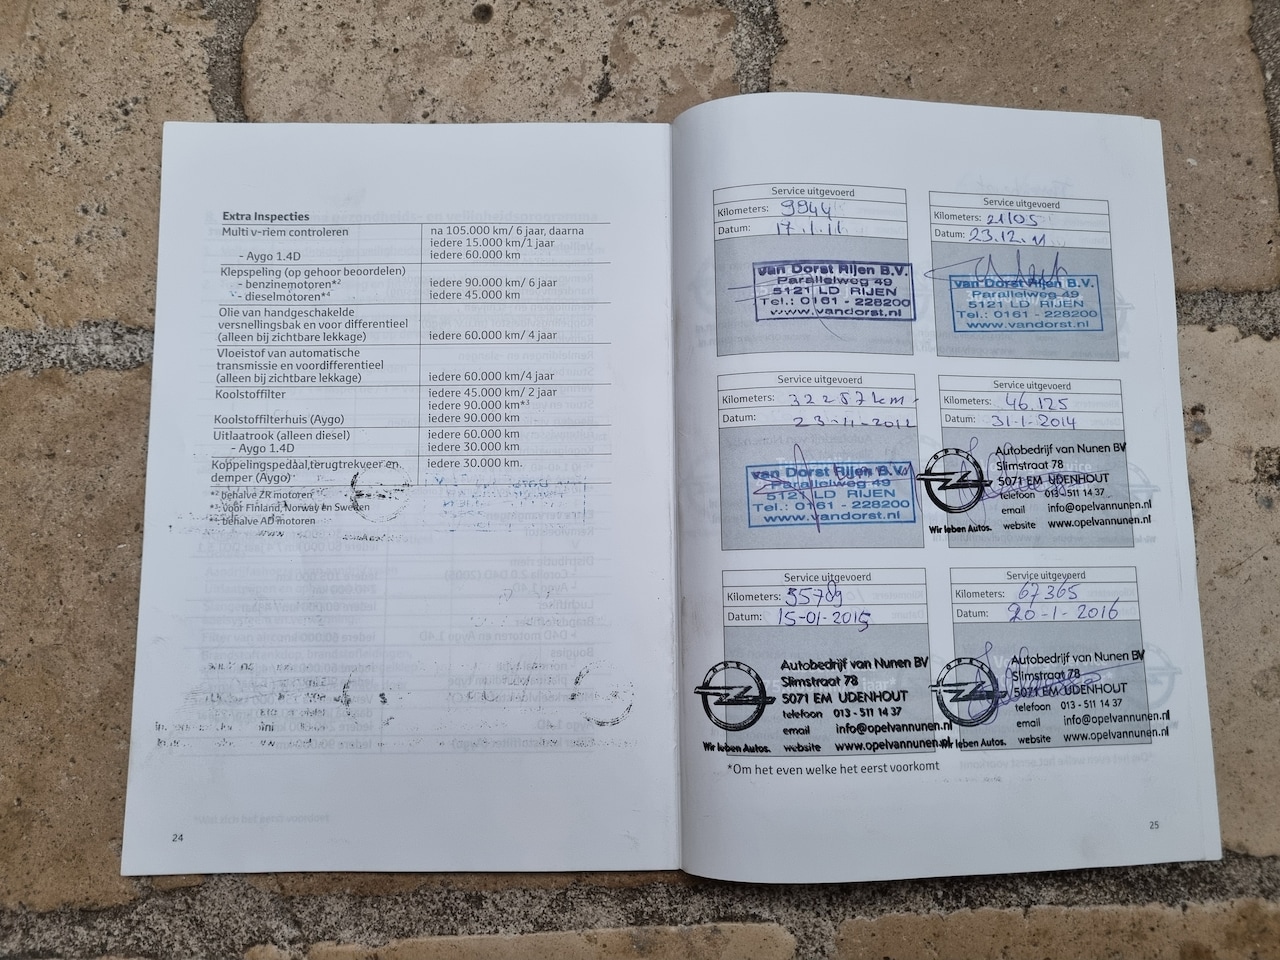 Extra Inspecties
Multi v-riem controleren
na 105.000 km/ 6 jaar, daarna
iedere 15.000 km/1 jaar
- Aygo 1.4D
iedere 60.000 km
Klepspeling (op gehoor beoordelen)
- benzinemotoren*²
iedere 90.000 km/ 6 jaar
- dieselmotoren*⁴
iedere 45.000 km
Olie van handgeschakelde
versnellingsbak en voor differentieel
(alleen bij zichtbare lekkage)
iedere 60.000 km/ 4 jaar
Vloeistof van automatische
transmissie en voordifferentieel
(alleen bij zichtbare lekkage)
iedere 60.000 km/4 jaar
Koolstoffilter
iedere 45.000 km/ 2 jaar
iedere 90.000 km*³
Koolstoffilterhuis (Aygo)
iedere 90.000 km
Uitlaatrook (alleen diesel)
iedere 60.000 km
- Aygo 1.4D
iedere 30.000 km
Koppelingspedaal,terugtrekveer en
iedere 30.000 km.
demper (Aygo)
*² behalve ZR motoren
voor Finland, Norway en Sweden
behalve AD motoren
24
Service uitgevoerd
Kilometers: 9944
Datum: 17.1.11
van Dorst Rijen B.V.
Parallelweg 49
5121 LD RIJEN
Tel.: 0161 - 228200
www.vandorst.nl
Service uitgevoerd
Kilometers: 21105
Datum: 23.12.11
van Dorst Rijen B.V.
Parallelweg 49
5121 LD RIJEN
Tel.: 0161 - 228200
www.vandorst.nl
Service uitgevoerd
Kilometers: 32287 km
Datum: 23-11-2012
van Dorst Rijen B.V.
Parallelweg 49
5121 LD RIJEN
Tel.: 0161 - 228200
www.vandorst.nl
Service uitgevoerd
Kilometers: 46.125
Datum: 31-1-2014
OPEL
Wir leben Autos.
Autobedrijf van Nunen BV
Slimstraat 78
5071 EM UDENHOUT
telefoon 013 - 511 14 37
email info@opelvannunen.nl
website www.opelvannunen.nl
Service uitgevoerd
Kilometers: 55789
Datum: 15-01-2015
OPEL
Wir leben Autos.
Autobedrijf van Nunen BV
Slimstraat 78
5071 EM UDENHOUT
telefoon 013 - 511 14 37
email info@opelvannunen.nl
website www.opelvannunen.nl
Service uitgevoerd
Kilometers: 67365
Datum: 20-1-2016
OPEL
Wir leben Autos.
Autobedrijf van Nunen BV
Slimstraat 78
5071 EM UDENHOUT
telefoon 013 - 511 14 37
email info@opelvannunen.nl
website www.opelvannunen.nl
*Om het even welke het eerst voorkomt
25